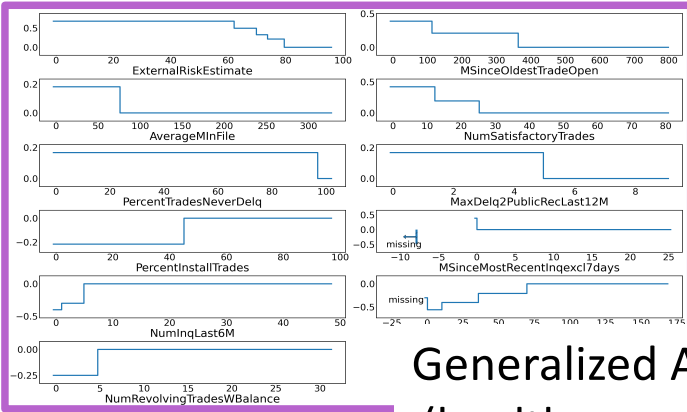 0.5
0.0
0 20 40 60 80 100
ExternalRiskEstimate
0.5
0.0
0 100 200 300 400 500 600 700 800
MSinceOldestTradeOpen
0.2
0.0
0 50 100 150 200 250 300
AverageMInFile
0.5
0.0
0 10 20 30 40 50 60 70 80
NumSatisfactoryTrades
0.2
0.0
0 20 40 60 80 100
PercentTradesNeverDelq
0.2
0.0
0 2 4 6 8
MaxDelq2PublicRecLast12M
0.0
−0.2
0 20 40 60 80 100
PercentInstallTrades
0.5
0.0
−0.5
missing
−10 −5 0 5 10 15 20 25
MSinceMostRecentInqexcl7days
0.0
−0.5
0 10 20 30 40 50
NumInqLast6M
0.0
−0.5
missing
−25 0 25 50 75 100 125 150 175
0.00
−0.25
0 5 10 15 20 25 30
NumRevolvingTradesWBalance
Generalized A